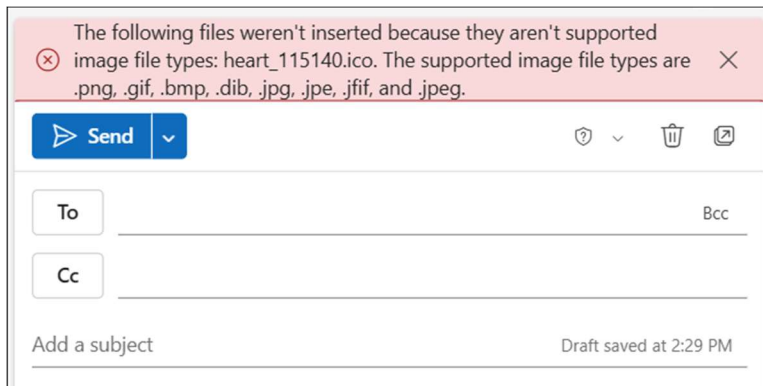 The following files weren't inserted because they aren't supported
image file types: heart_115140.ico. The supported image file types are
.png, .gif, .bmp, .dib, .jpg, .jpe, .jfif, and .jpeg.
Send
To
Bcc
Cc
Add a subject
Draft saved at 2:29 PM